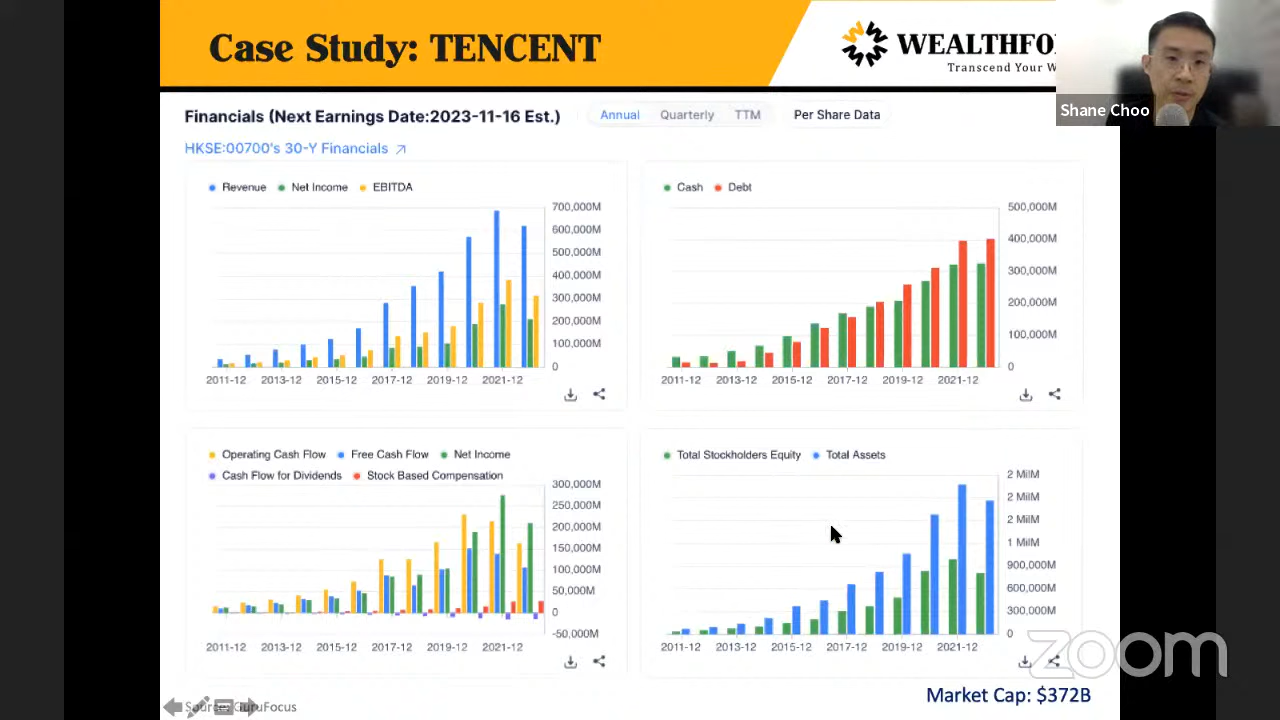 Case Study: TENCENT
WEALTHFO
Transcend Your W
Shane Choo
Financials (Next Earnings Date:2023-11-16 Est.)
Annual Quarterly TTM Per Share Data
HKSE:00700's 30-Y Financials
Revenue Net Income EBITDA
700,000M
600,000M
500,000M
400,000M
300,000M
200,000M
100,000M
0
2011-12 2013-12 2015-12 2017-12 2019-12 2021-12
Cash Debt
500,000M
400,000M
300,000M
200,000M
100,000M
0
2011-12 2013-12 2015-12 2017-12 2019-12 2021-12
Operating Cash Flow Free Cash Flow Net Income
Cash Flow for Dividends Stock Based Compensation
300,000M
250,000M
200,000M
150,000M
100,000M
50,000M
0
-50,000M
2011-12 2013-12 2015-12 2017-12 2019-12 2021-12
Total Stockholders Equity Total Assets
2 MilM
2 MilM
2 MilM
1 MilM
900,000M
600,000M
300,000M
0
2011-12 2013-12 2015-12 2017-12 2019-12 2021-12
zoom
Market Cap: $372B
Source: GuruFocus